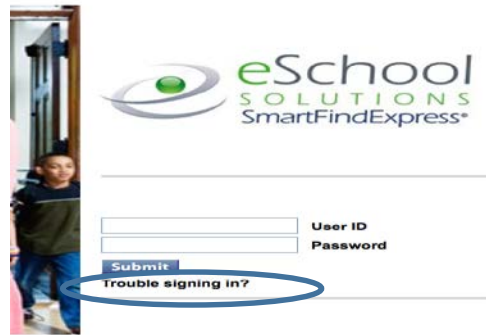 eSchool
SOLUTIONS
SmartFindExpress®
User ID
Password
Submit
Trouble signing in?